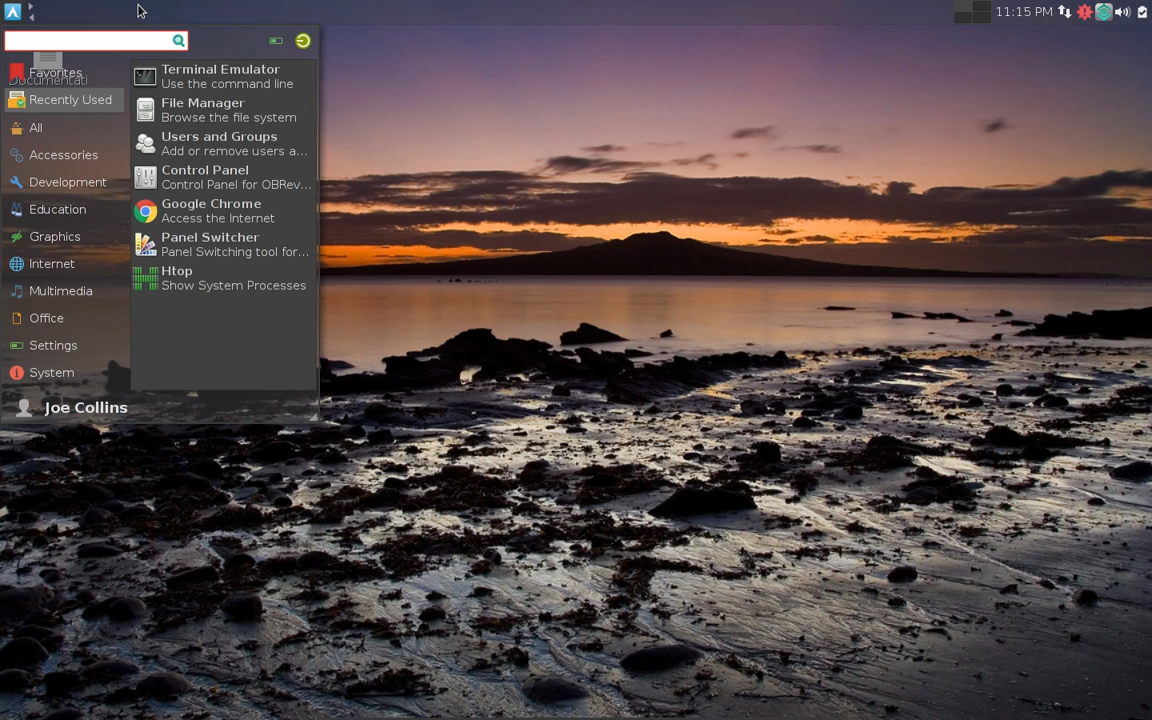 11:15 PM
Favorites
Documentati
Recently Used
All
Accessories
Development
Education
Graphics
Internet
Multimedia
Office
Settings
System
Terminal Emulator
Use the command line
File Manager
Browse the file system
Users and Groups
Add or remove users a...
Control Panel
Control Panel for OBRev...
Google Chrome
Access the Internet
Panel Switcher
Panel Switching tool for...
Htop
Show System Processes
Joe Collins